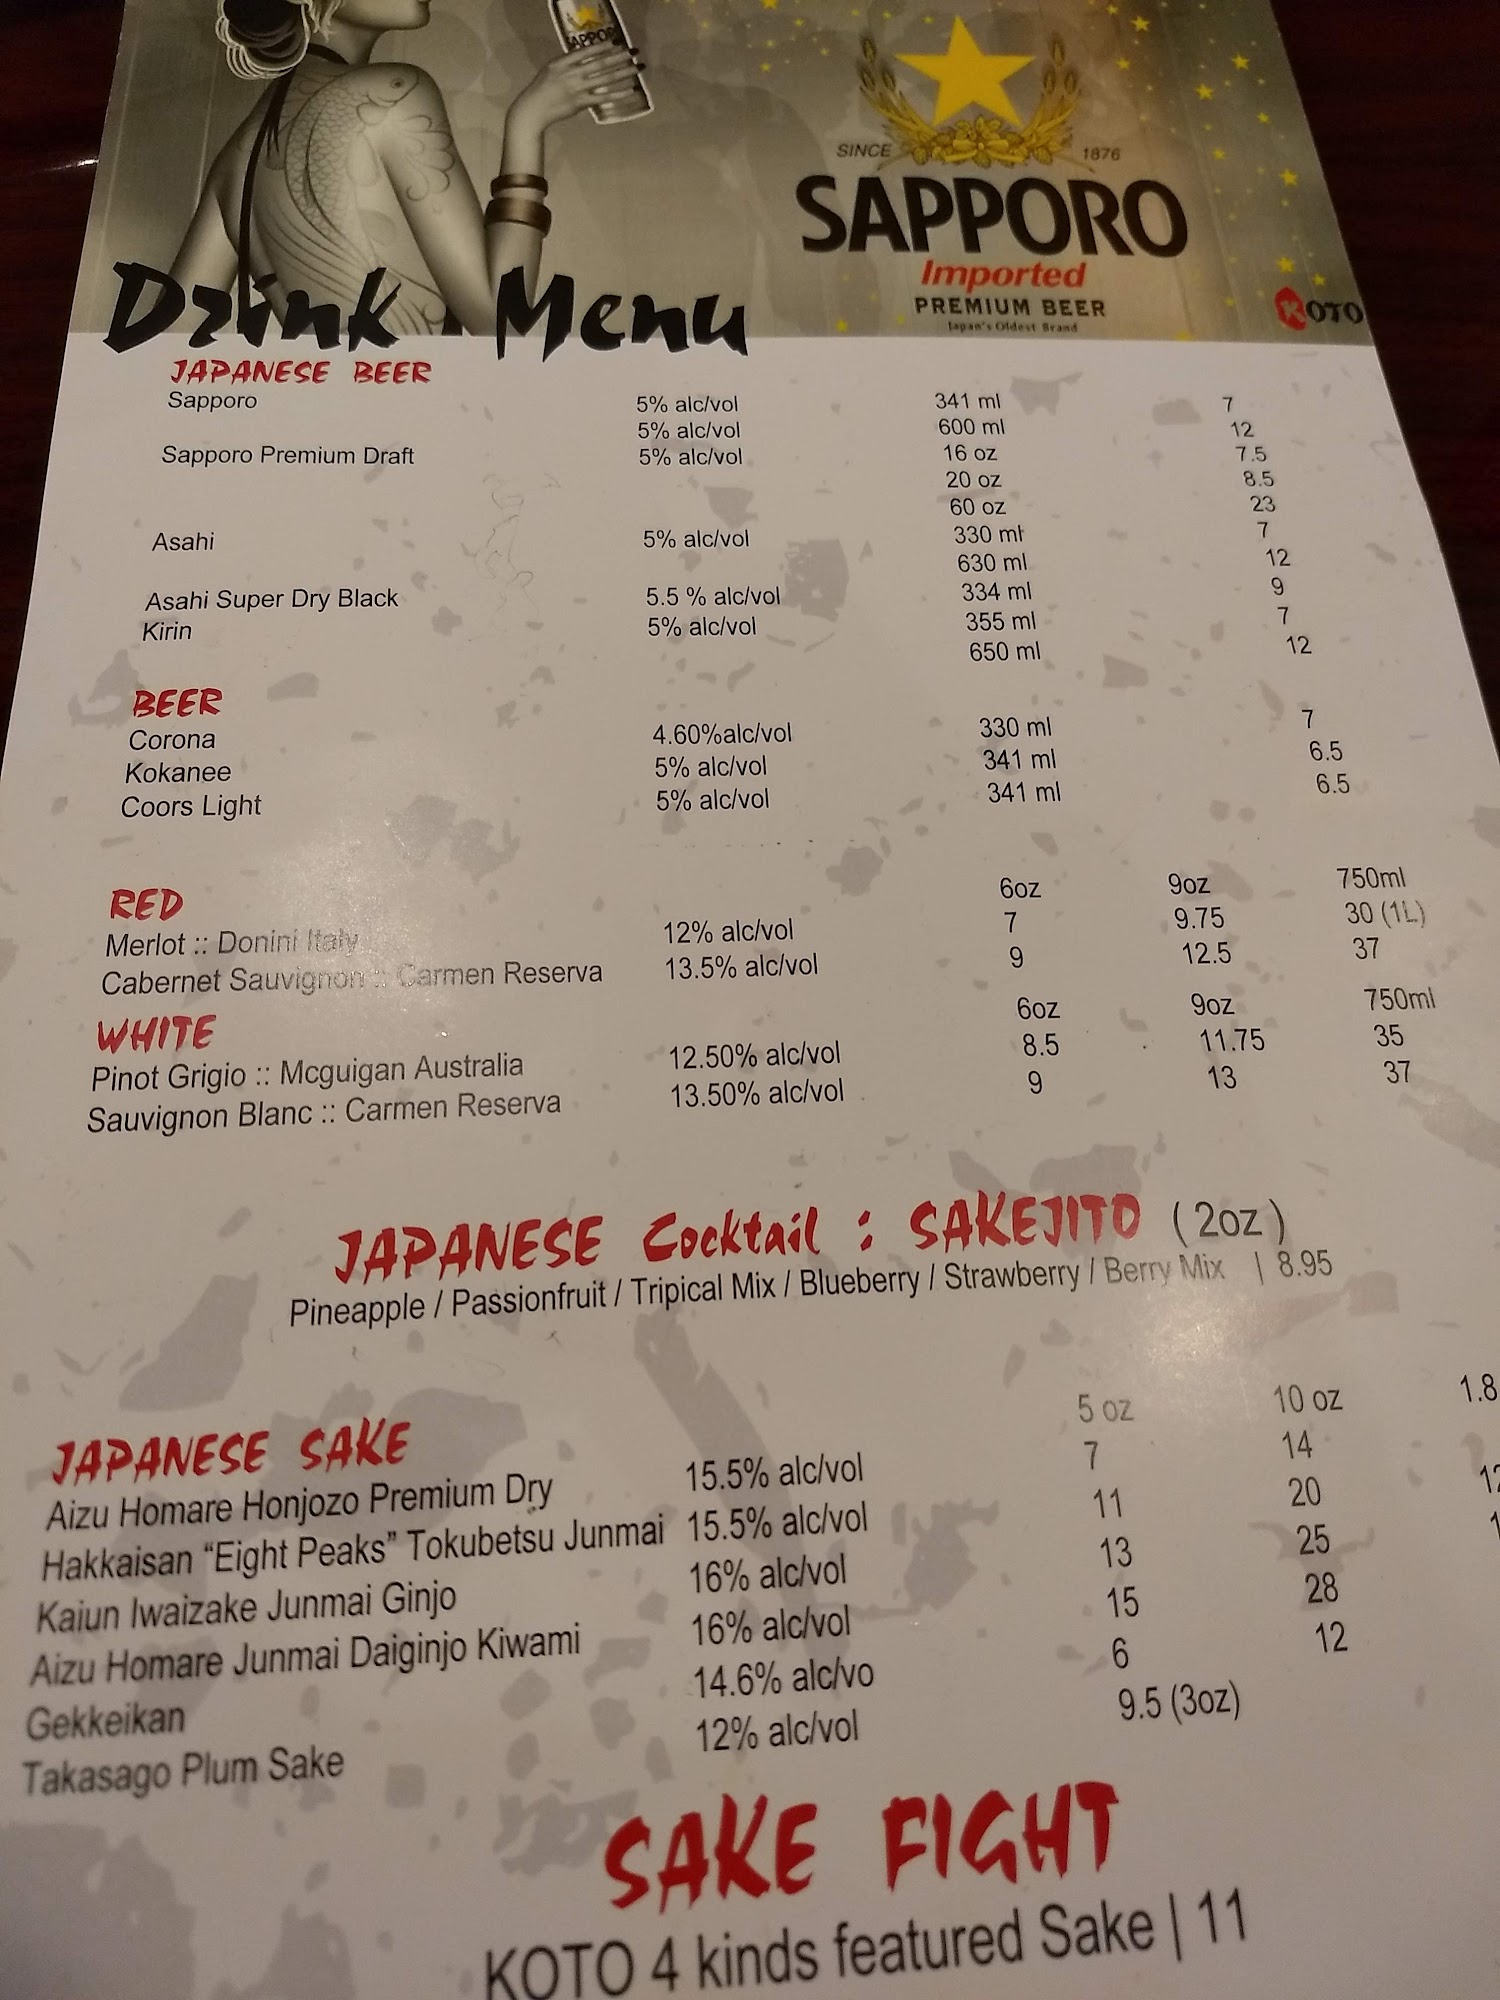 SAPPORO
SINCE 1876
SAPPORO
Imported
PREMIUM BEER
Japan's Oldest Brand
KOTO
Drink Menu
JAPANESE BEER
Sapporo 5% alc/vol 341 ml 7
5% alc/vol 600 ml 12
Sapporo Premium Draft 5% alc/vol 16 oz 7.5
20 oz 8.5
60 oz 23
Asahi 5% alc/vol 330 ml 7
630 ml 12
Asahi Super Dry Black 5.5 % alc/vol 334 ml 9
Kirin 5% alc/vol 355 ml 7
650 ml 12
BEER
Corona 4.60%alc/vol 330 ml 7
Kokanee 5% alc/vol 341 ml 6.5
Coors Light 5% alc/vol 341 ml 6.5
RED 6oz 9oz 750ml
Merlot :: Donini Italy 12% alc/vol 7 9.75 30 (1L)
Cabernet Sauvignon :: Carmen Reserva 13.5% alc/vol 9 12.5 37
WHITE 6oz 9oz 750ml
Pinot Grigio :: Mcguigan Australia 12.50% alc/vol 8.5 11.75 35
Sauvignon Blanc :: Carmen Reserva 13.50% alc/vol 9 13 37
JAPANESE Cocktail : SAKEJITO (2oz)
Pineapple / Passionfruit / Tripical Mix / Blueberry / Strawberry / Berry Mix | 8.95
JAPANESE SAKE 5 oz 10 oz 1.8
Aizu Homare Honjozo Premium Dry 15.5% alc/vol 7 14
Hakkaisan "Eight Peaks" Tokubetsu Junmai 15.5% alc/vol 11 20
Kaiun Iwaizake Junmai Ginjo 16% alc/vol 13 25
Aizu Homare Junmai Daiginjo Kiwami 16% alc/vol 15 28
Gekkeikan 14.6% alc/vo 6 12
Takasago Plum Sake 12% alc/vol 9.5 (3oz)
SAKE FIGHT
KOTO 4 kinds featured Sake | 11